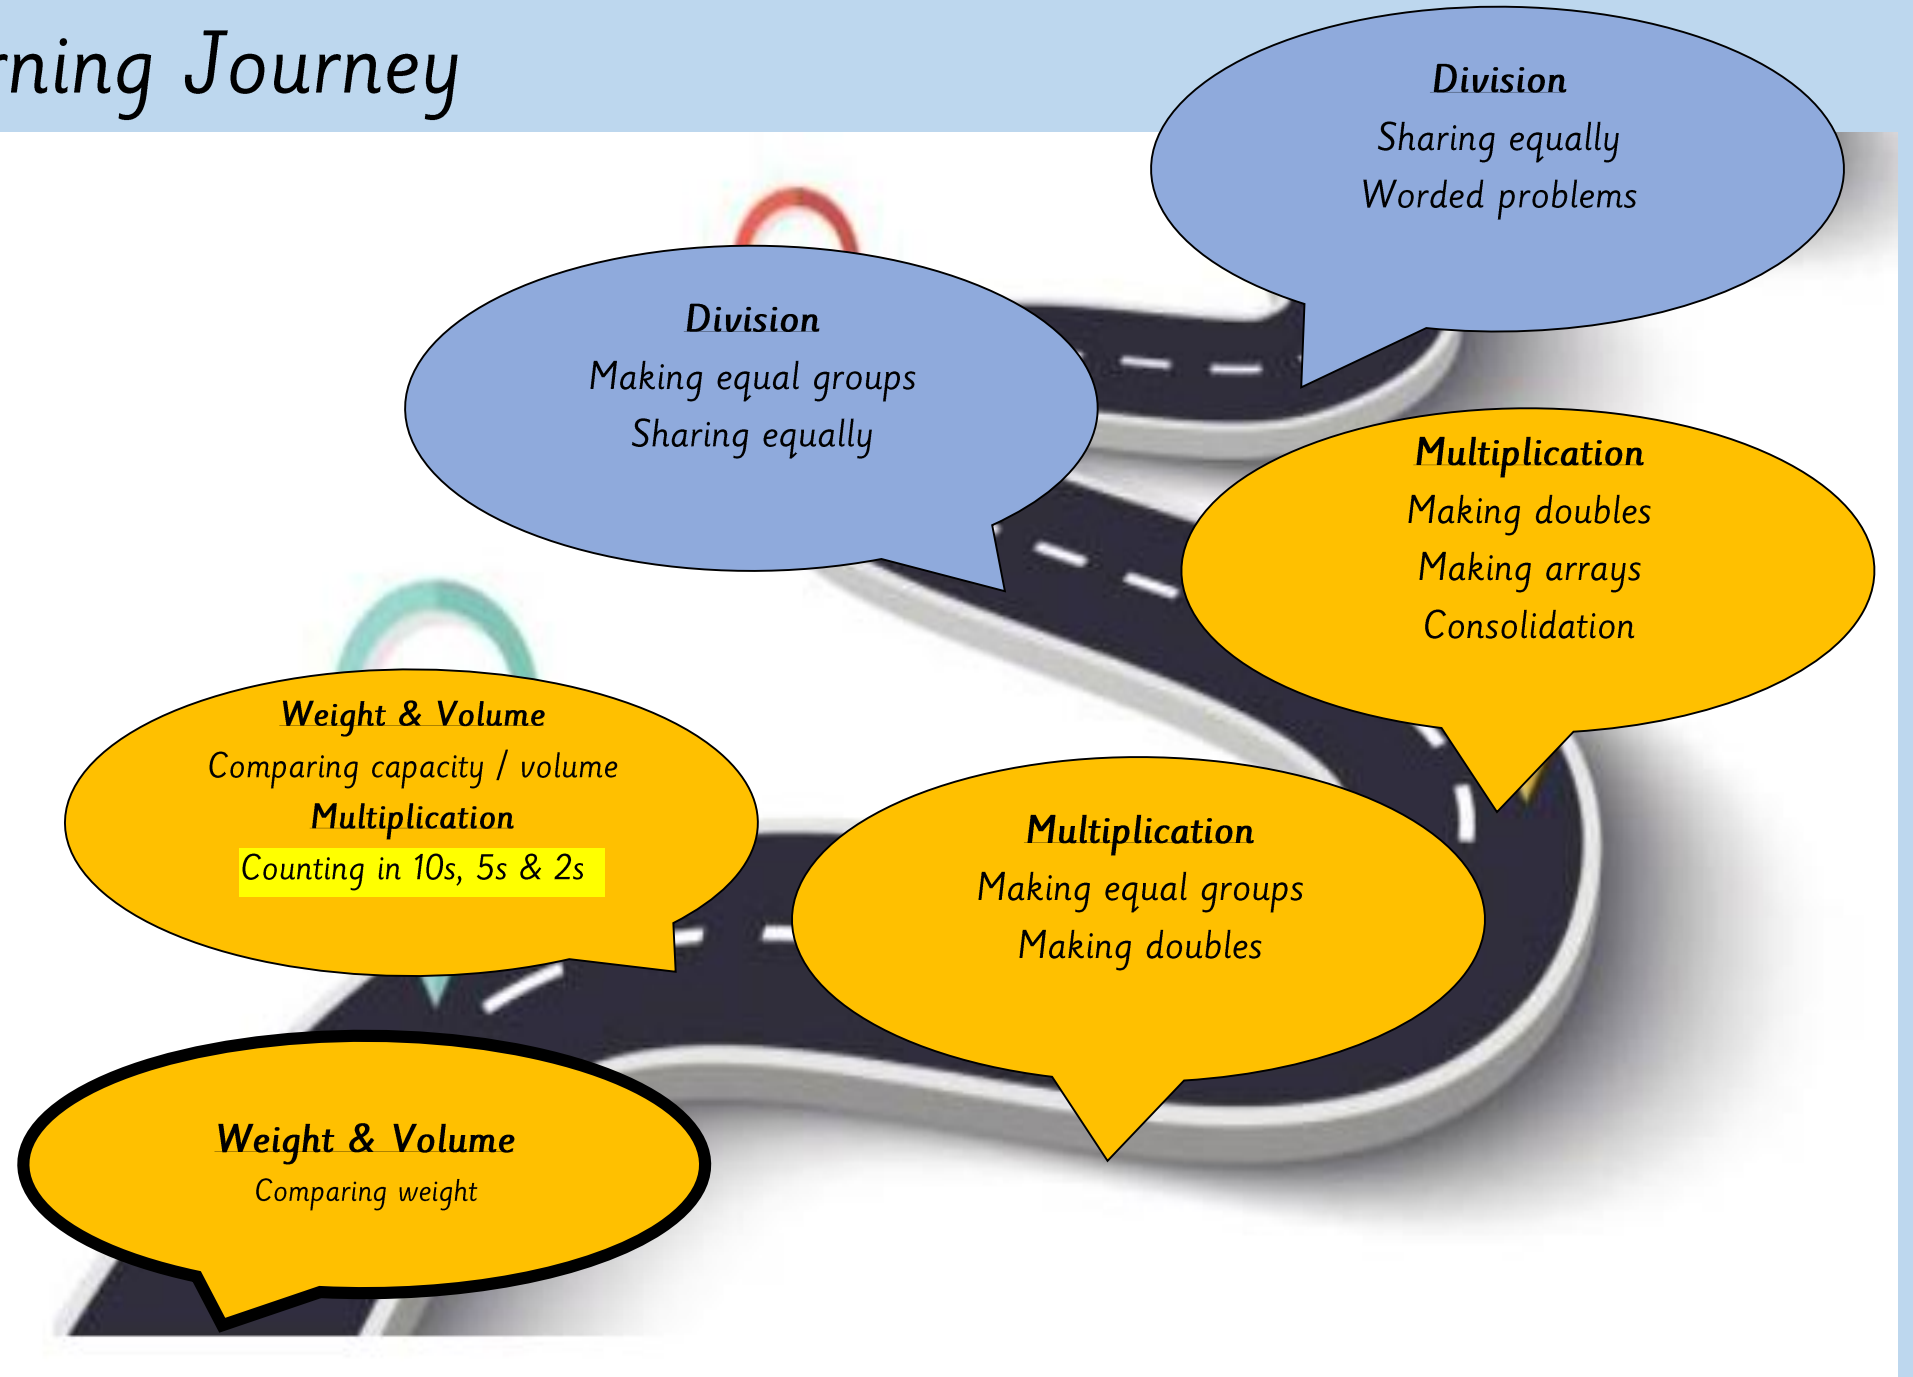 rning Journey
Division
Sharing equally
Worded problems
Division
Making equal groups
Sharing equally
Multiplication
Making doubles
Making arrays
Consolidation
Weight & Volume
Comparing capacity / volume
Multiplication
Counting in 10s, 5s & 2s
Multiplication
Making equal groups
Making doubles
Weight & Volume
Comparing weight